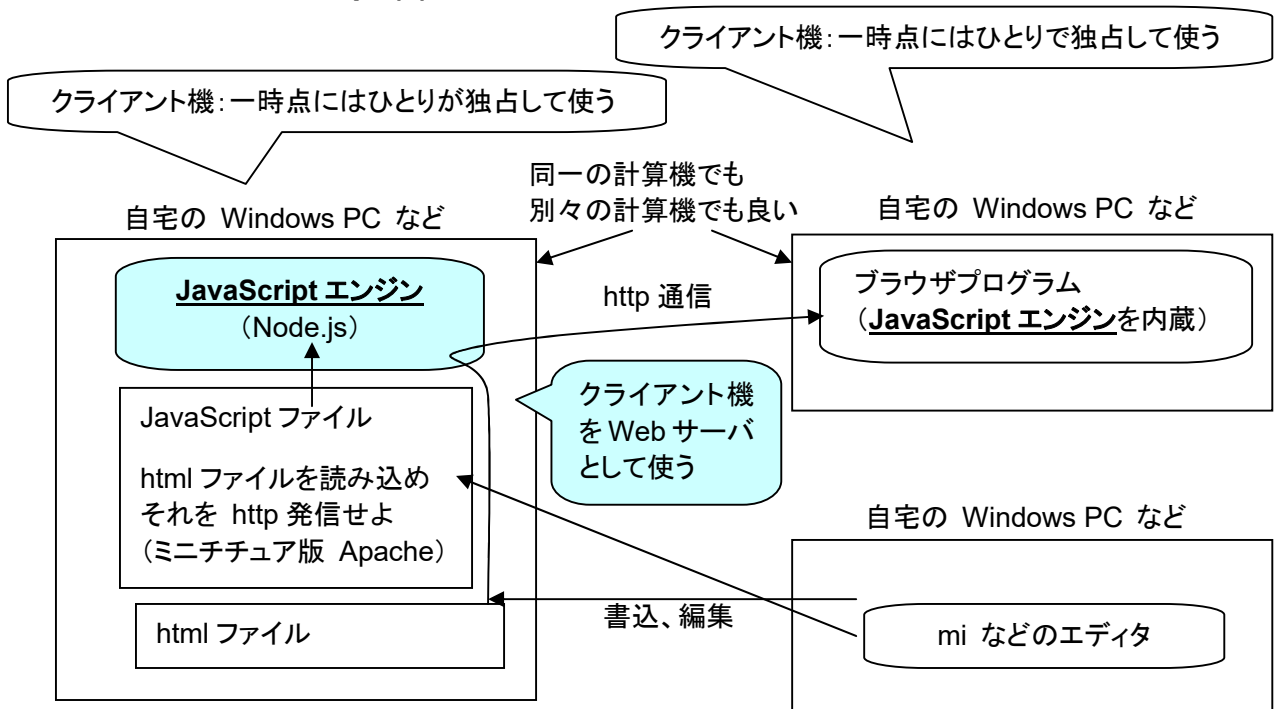 クライアント機：一時点にはひとりで独占して使う
クライアント機：一時点にはひとりが独占して使う
同一の計算機でも
別々の計算機でも良い
自宅の Windows PC など
自宅の Windows PC など
JavaScript エンジン
（Node.js）
http 通信
ブラウザプログラム
（JavaScript エンジンを内蔵）
クライアント機
を Web サーバ
として使う
JavaScript ファイル
html ファイルを読み込め
それを http 発信せよ
（ミニチチュア版 Apache）
自宅の Windows PC など
html ファイル
書込、編集
mi などのエディタ